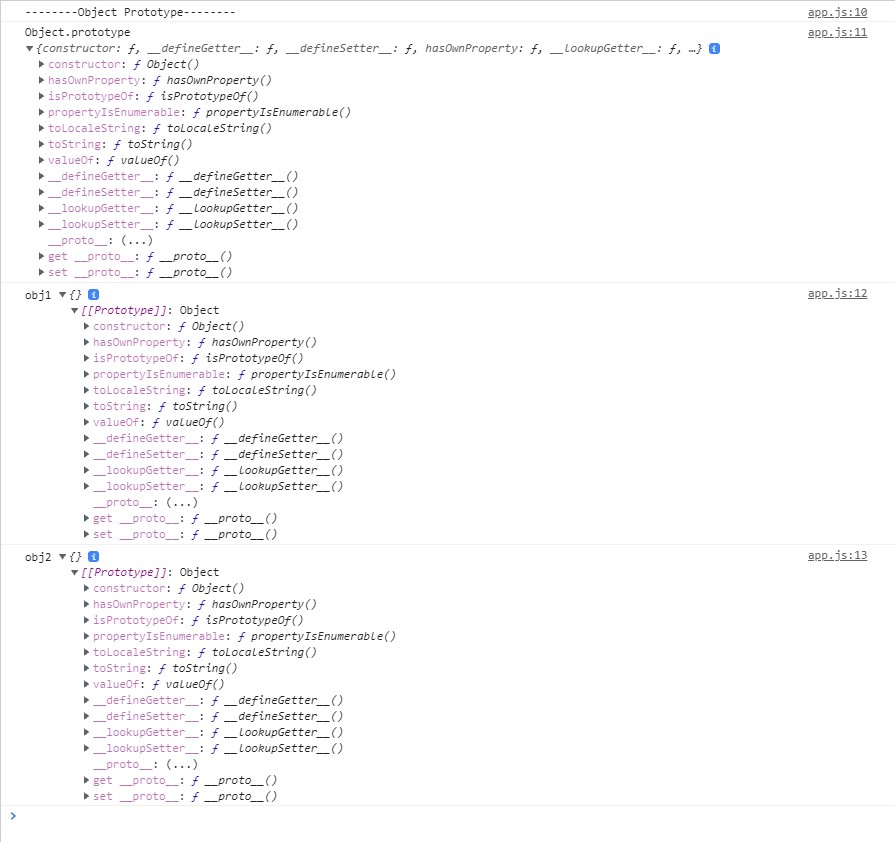 --------Object Prototype-------- app.js:10
Object.prototype app.js:11
▼{constructor: ƒ, __defineGetter__: ƒ, __defineSetter__: ƒ, hasOwnProperty: ƒ, __lookupGetter__: ƒ, …} i
▶constructor: ƒ Object()
▶hasOwnProperty: ƒ hasOwnProperty()
▶isPrototypeOf: ƒ isPrototypeOf()
▶propertyIsEnumerable: ƒ propertyIsEnumerable()
▶toLocaleString: ƒ toLocaleString()
▶toString: ƒ toString()
▶valueOf: ƒ valueOf()
▶__defineGetter__: ƒ __defineGetter__()
▶__defineSetter__: ƒ __defineSetter__()
▶__lookupGetter__: ƒ __lookupGetter__()
▶__lookupSetter__: ƒ __lookupSetter__()
__proto__: (...)
▶get __proto__: ƒ __proto__()
▶set __proto__: ƒ __proto__()
obj1 ▼{} i app.js:12
▼[[Prototype]]: Object
▶constructor: ƒ Object()
▶hasOwnProperty: ƒ hasOwnProperty()
▶isPrototypeOf: ƒ isPrototypeOf()
▶propertyIsEnumerable: ƒ propertyIsEnumerable()
▶toLocaleString: ƒ toLocaleString()
▶toString: ƒ toString()
▶valueOf: ƒ valueOf()
▶__defineGetter__: ƒ __defineGetter__()
▶__defineSetter__: ƒ __defineSetter__()
▶__lookupGetter__: ƒ __lookupGetter__()
▶__lookupSetter__: ƒ __lookupSetter__()
__proto__: (...)
▶get __proto__: ƒ __proto__()
▶set __proto__: ƒ __proto__()
obj2 ▼{} i app.js:13
▼[[Prototype]]: Object
▶constructor: ƒ Object()
▶hasOwnProperty: ƒ hasOwnProperty()
▶isPrototypeOf: ƒ isPrototypeOf()
▶propertyIsEnumerable: ƒ propertyIsEnumerable()
▶toLocaleString: ƒ toLocaleString()
▶toString: ƒ toString()
▶valueOf: ƒ valueOf()
▶__defineGetter__: ƒ __defineGetter__()
▶__defineSetter__: ƒ __defineSetter__()
▶__lookupGetter__: ƒ __lookupGetter__()
▶__lookupSetter__: ƒ __lookupSetter__()
__proto__: (...)
▶get __proto__: ƒ __proto__()
▶set __proto__: ƒ __proto__()
>